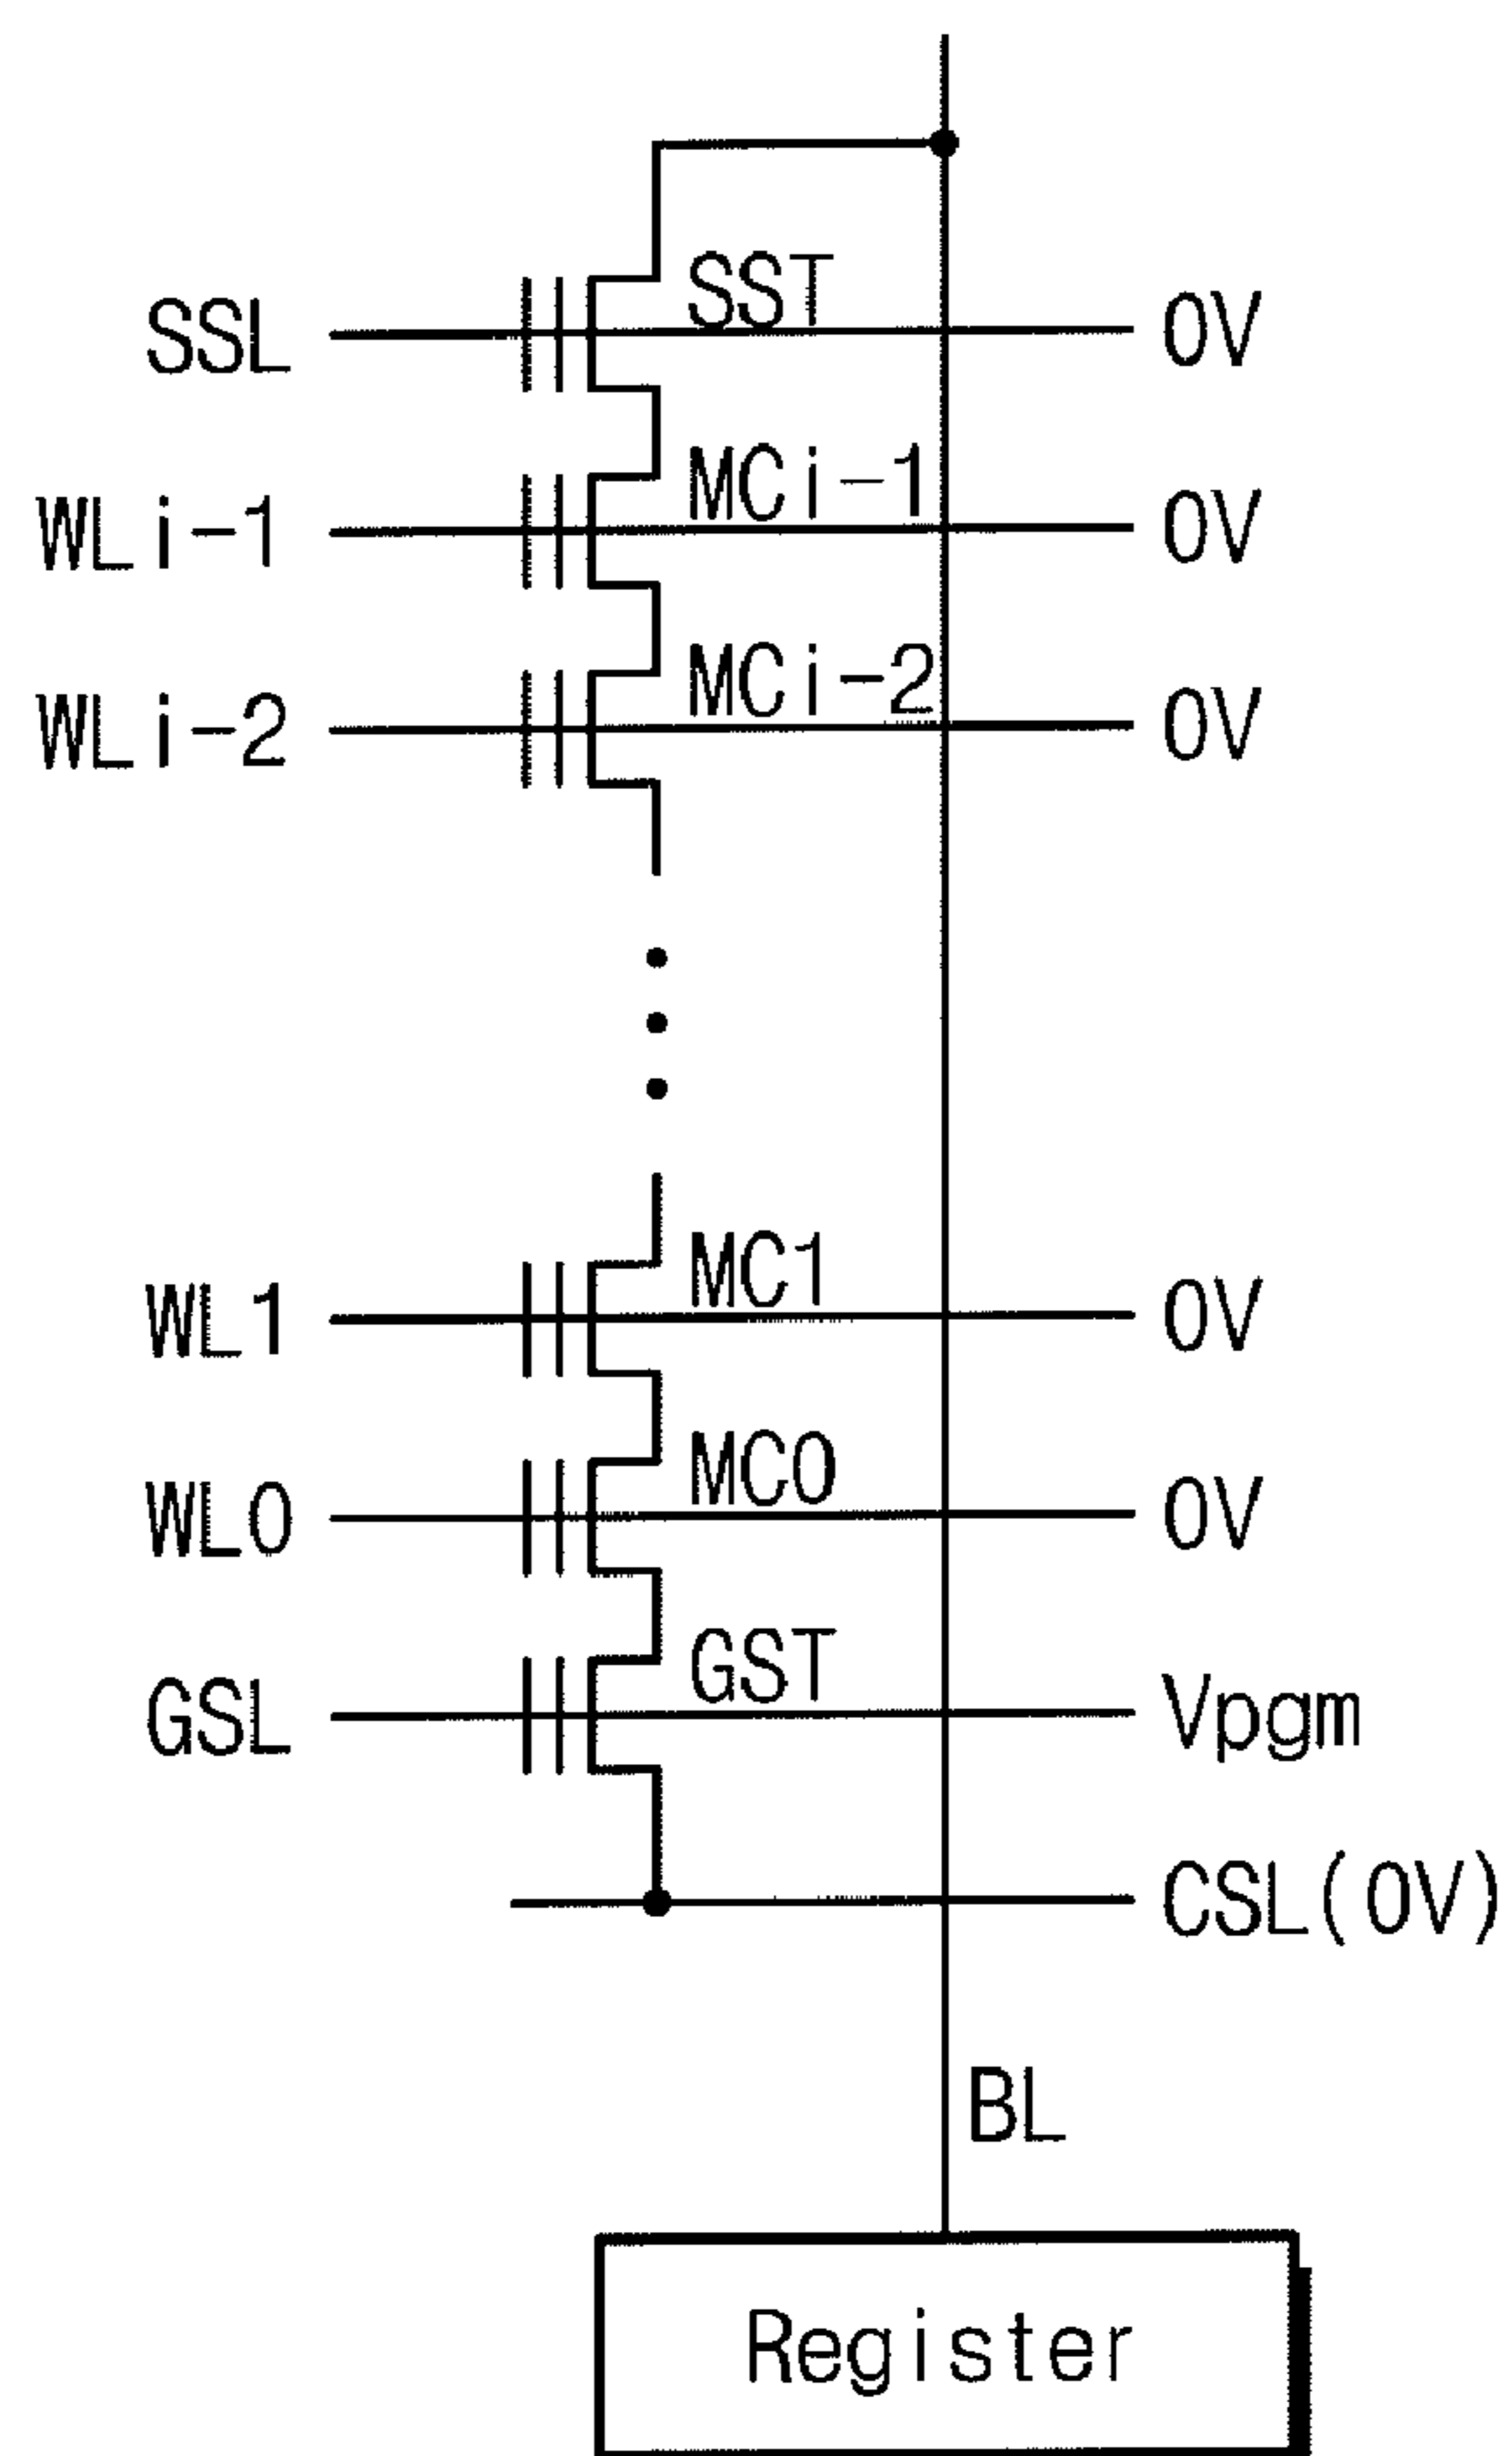 SST
SSL 0V
MCi-1
WLi-1 0V
MCi-2
WLi-2 0V
MC1
WL1 0V
MC0
WL0 0V
GST
GSL Vpgm
CSL(0V)
BL
Register